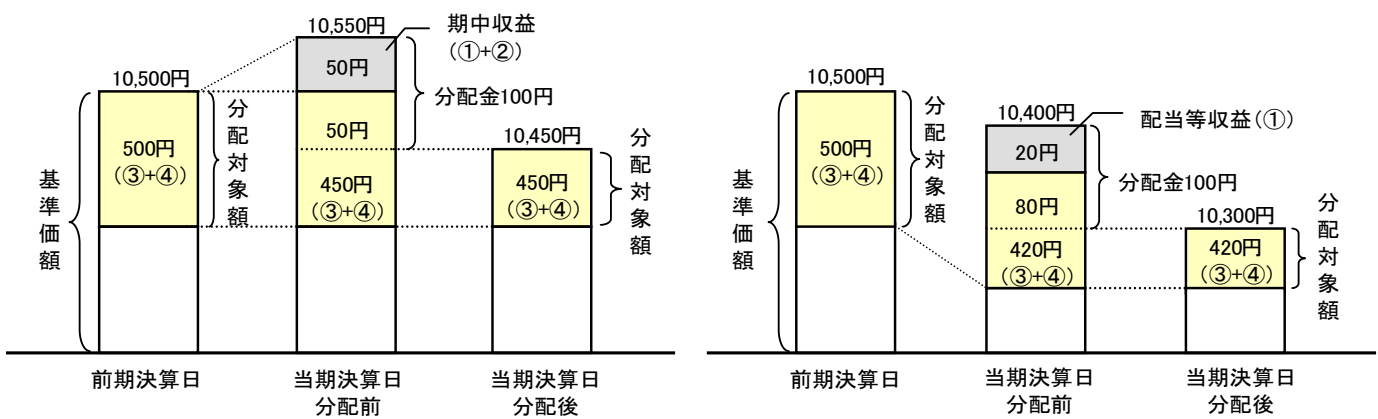 10,550円
期中収益
(①+②)
10,500円
50円
分配金100円
分配対象額
500円
(③+④)
50円
10,450円
分配対象額
基準価額
450円
(③+④)
450円
(③+④)
前期決算日
当期決算日
分配前
当期決算日
分配後
10,500円
10,400円
配当等収益(①)
分配対象額
20円
500円
(③+④)
分配金100円
80円
10,300円
分配対象額
基準価額
420円
(③+④)
420円
(③+④)
前期決算日
当期決算日
分配前
当期決算日
分配後